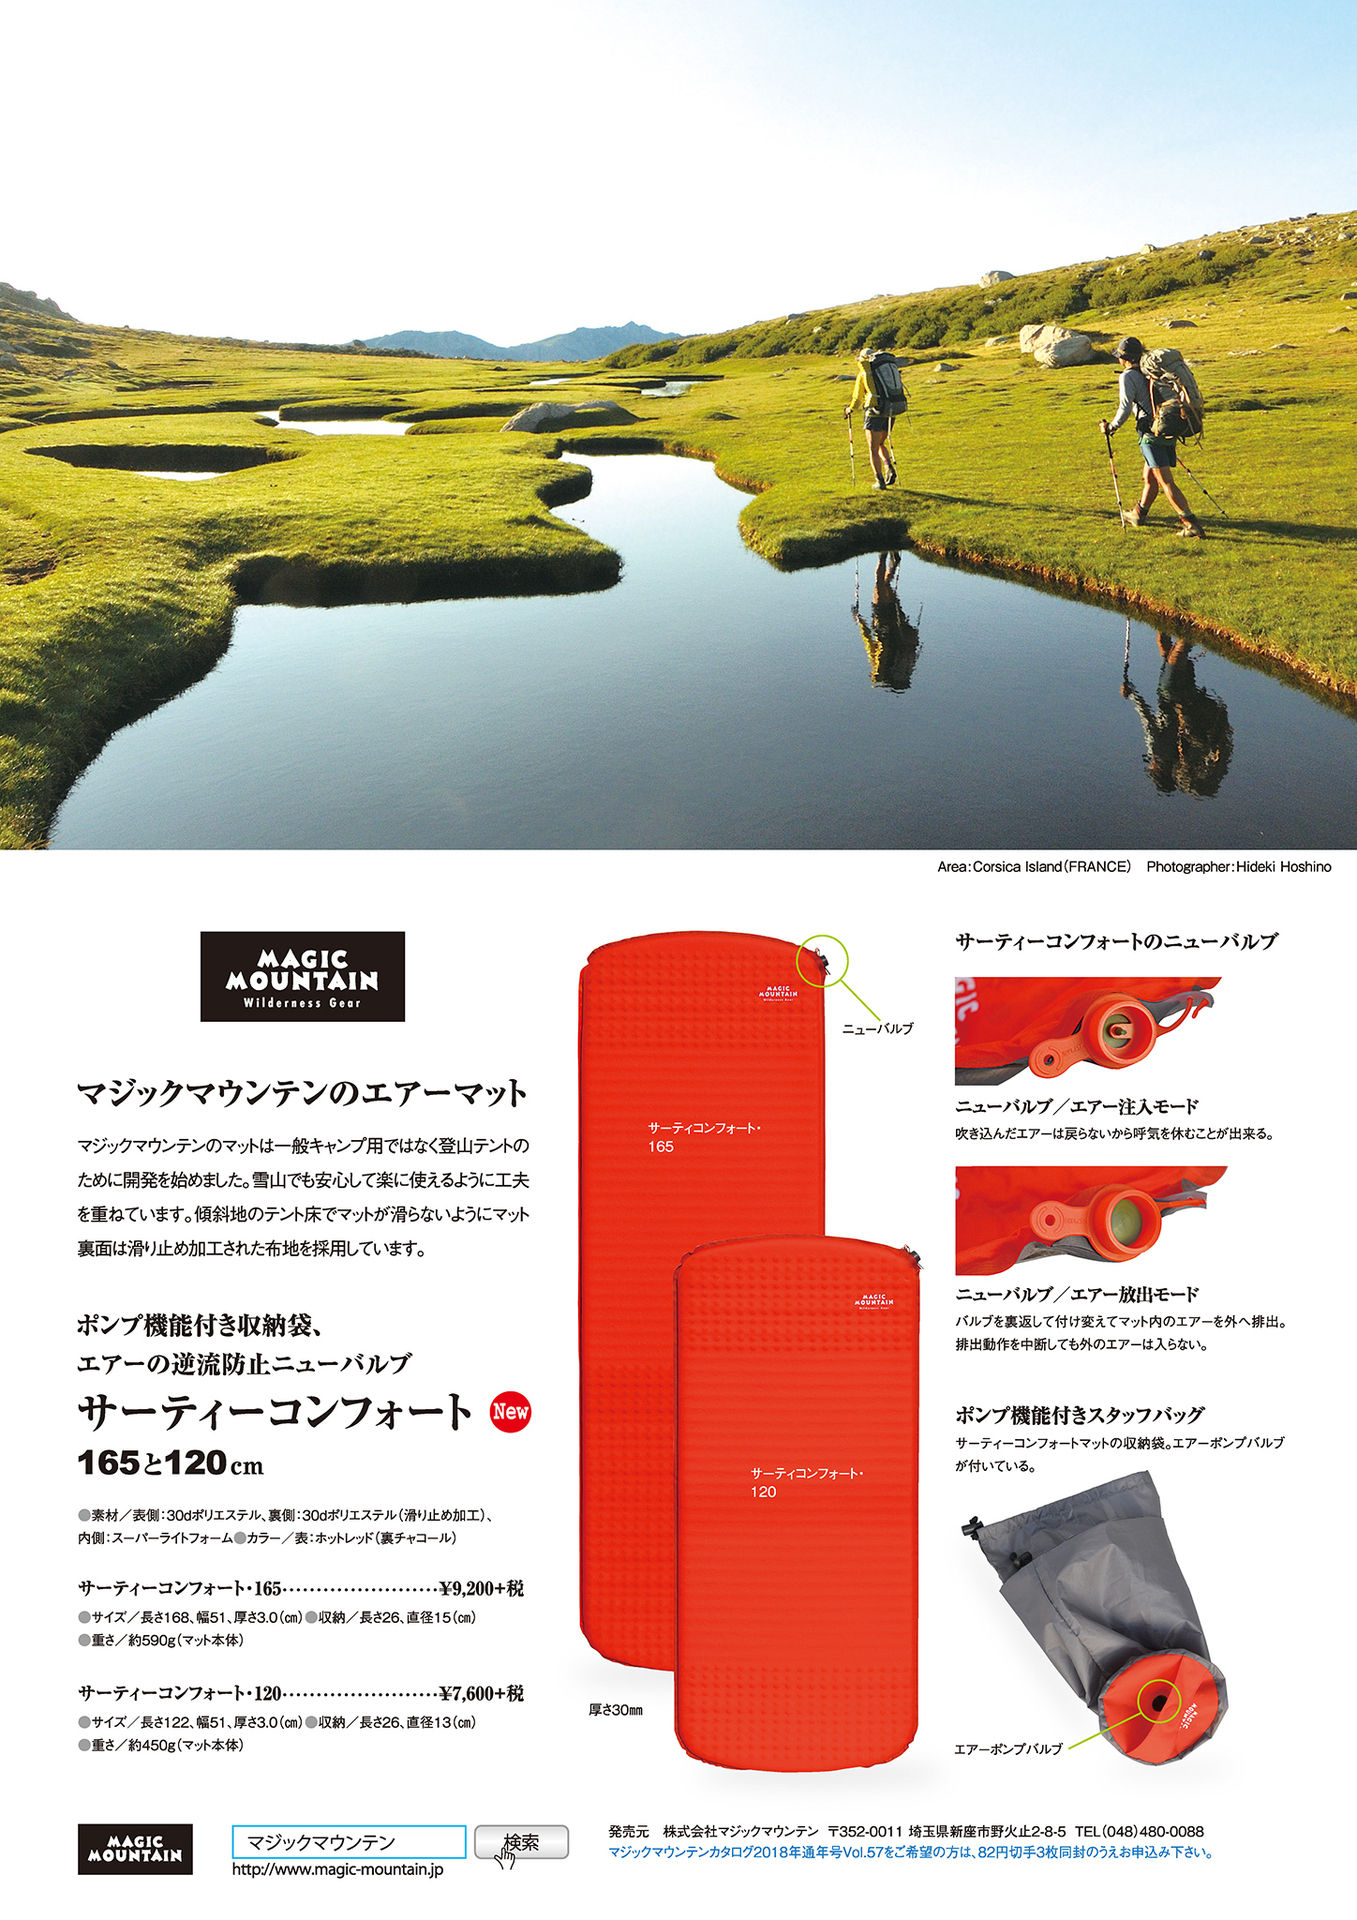 Area:Corsica Island(FRANCE)　Photographer:Hideki Hoshino
MAGIC
MOUNTAIN
Wilderness Gear
マジックマウンテンのエアーマット
マジックマウンテンのマットは一般キャンプ用ではなく登山テントの
ために開発を始めました。雪山でも安心して楽に使えるように工夫
を重ねています。傾斜地のテント床でマットが滑らないようにマット
裏面は滑り止め加工された布地を採用しています。
ポンプ機能付き収納袋、
エアーの逆流防止ニューバルブ
サーティーコンフォート New
165と120cm
●素材／表側：30dポリエステル、裏側：30dポリエステル（滑り止め加工）、
内側：スーパーライトフォーム●カラー／表：ホットレッド（裏チャコール）
サーティーコンフォート・165……………………¥9,200+税
●サイズ／長さ168、幅51、厚さ3.0（㎝）●収納／長さ26、直径15（㎝）
●重さ／約590g（マット本体）
サーティーコンフォート・120……………………¥7,600+税
●サイズ／長さ122、幅51、厚さ3.0（㎝）●収納／長さ26、直径13（㎝）
●重さ／約450g（マット本体）
MAGIC
MOUNTAIN
Wilderness Gear
ニューバルブ
サーティコンフォート・
165
MAGIC
MOUNTAIN
Wilderness Gear
サーティコンフォート・
120
厚さ30㎜
サーティーコンフォートのニューバルブ
ニューバルブ／エアー注入モード
吹き込んだエアーは戻らないから呼気を休むことが出来る。
ニューバルブ／エアー放出モード
バルブを裏返して付け変えてマット内のエアーを外へ排出。
排出動作を中断しても外のエアーは入らない。
ポンプ機能付きスタッフバッグ
サーティーコンフォートマットの収納袋。エアーポンプバルブ
が付いている。
MAGIC
MOUNTAIN
エアーポンプバルブ
MAGIC
MOUNTAIN
マジックマウンテン
検索
http://www.magic-mountain.jp
発売元　株式会社マジックマウンテン　〒352-0011 埼玉県新座市野火止2-8-5　TEL（048）480-0088
マジックマウンテンカタログ2018年通年号Vol.57をご希望の方は、82円切手3枚同封のうえお申込み下さい。